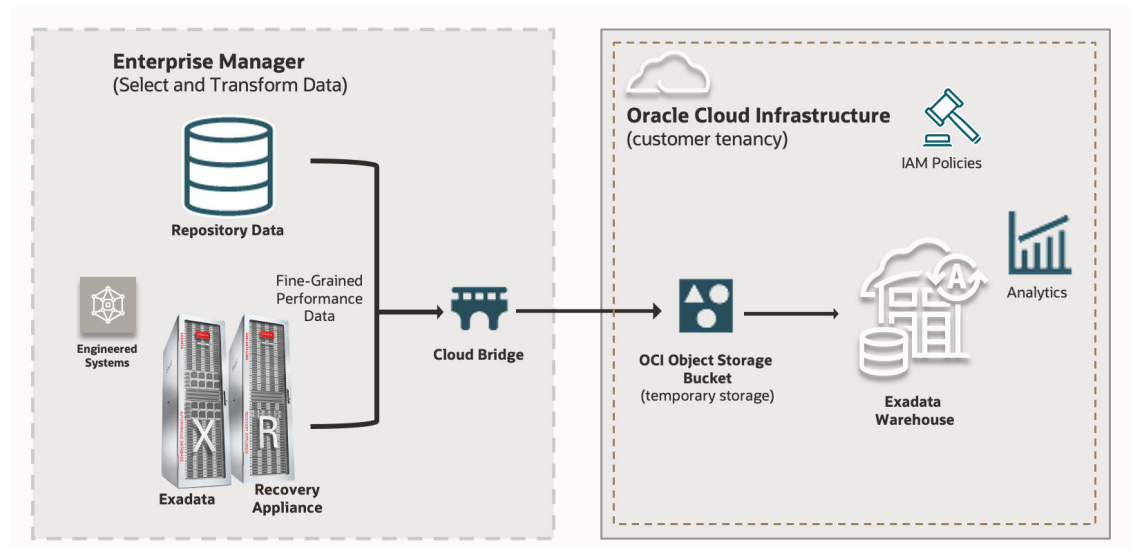 Enterprise Manager
(Select and Transform Data)
Repository Data
Fine-Grained
Performance
Data
Engineered
Systems
X
R
Exadata
Recovery
Appliance
Cloud Bridge
Oracle Cloud Infrastructure
(customer tenancy)
IAM Policies
Analytics
A
OCI Object Storage
Bucket
(temporary storage)
Exadata
Warehouse